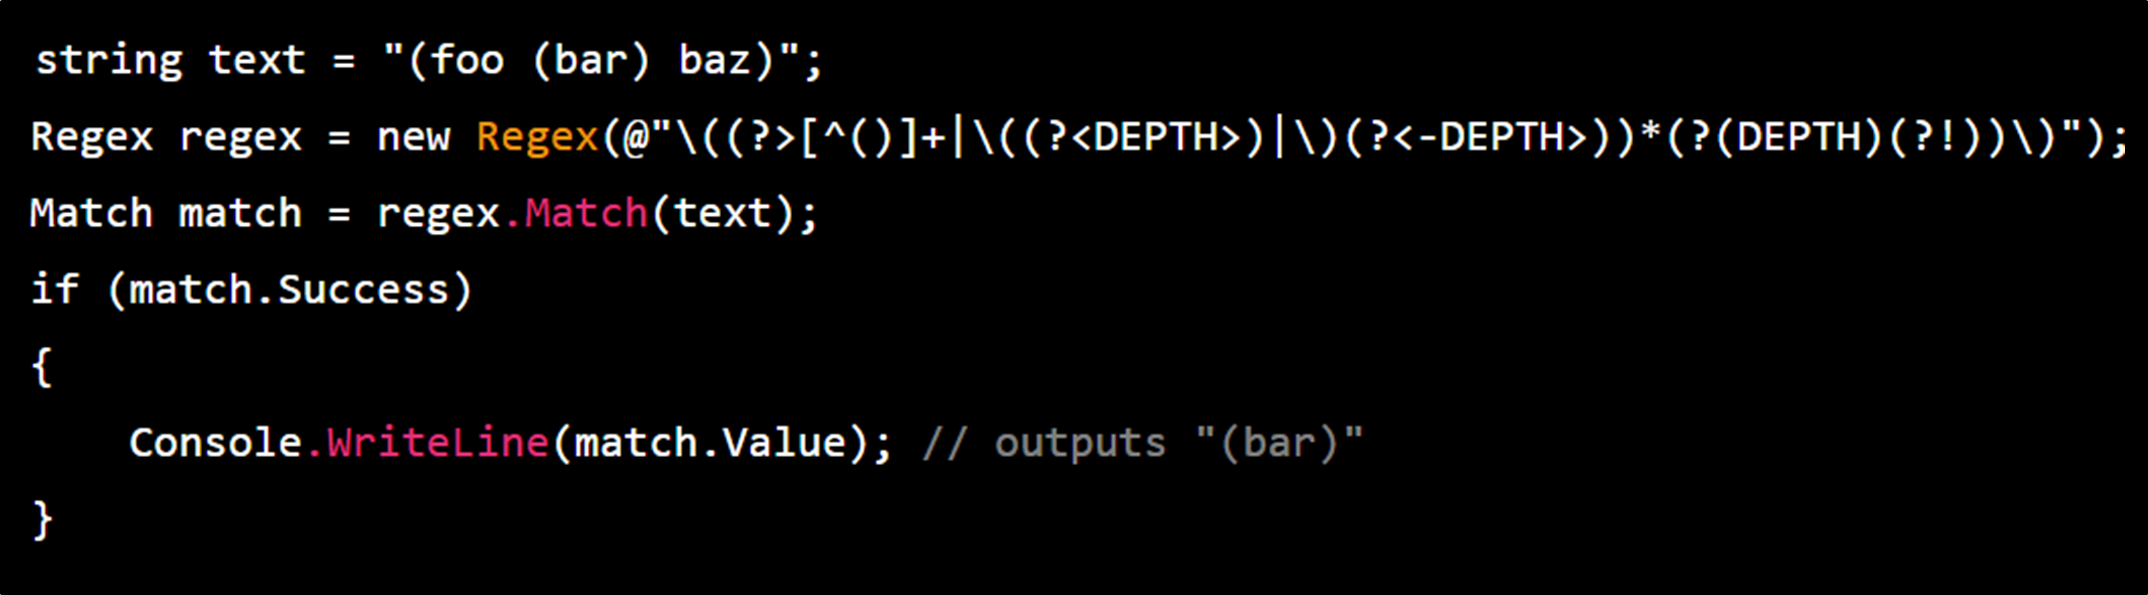 string text = "(foo (bar) baz)";
Regex regex = new Regex(@"\((?>[^()]+|\((?<DEPTH>)|\)(?<-DEPTH>))*(?(DEPTH)(?!))\)");
Match match = regex.Match(text);
if (match.Success)
{
    Console.WriteLine(match.Value); // outputs "(bar)"
}